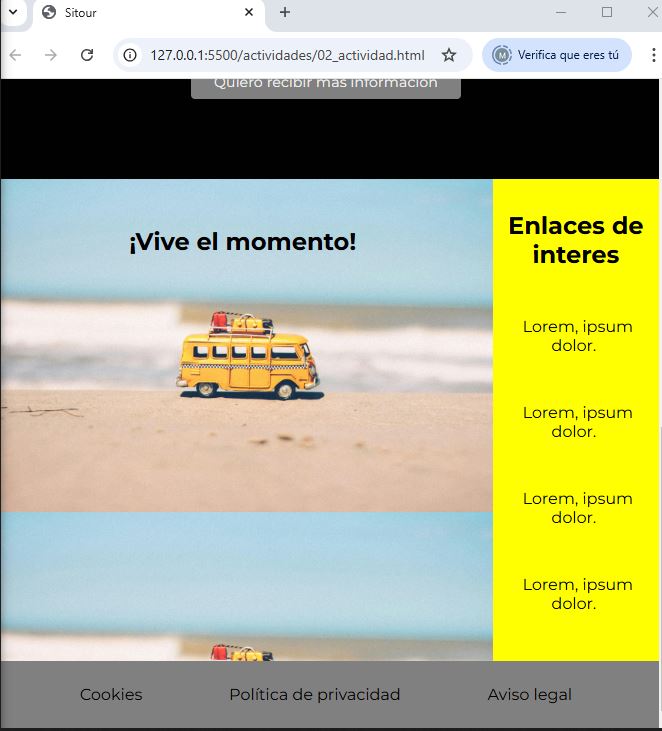 Sitour
127.0.0.1:5500/actividades/02_actividad.html
M
Verifica que eres tú
Quiero recibir más información
¡Vive el momento!
Enlaces de
interes
Lorem, ipsum
dolor.
Lorem, ipsum
dolor.
Lorem, ipsum
dolor.
Lorem, ipsum
dolor.
Cookies
Política de privacidad
Aviso legal